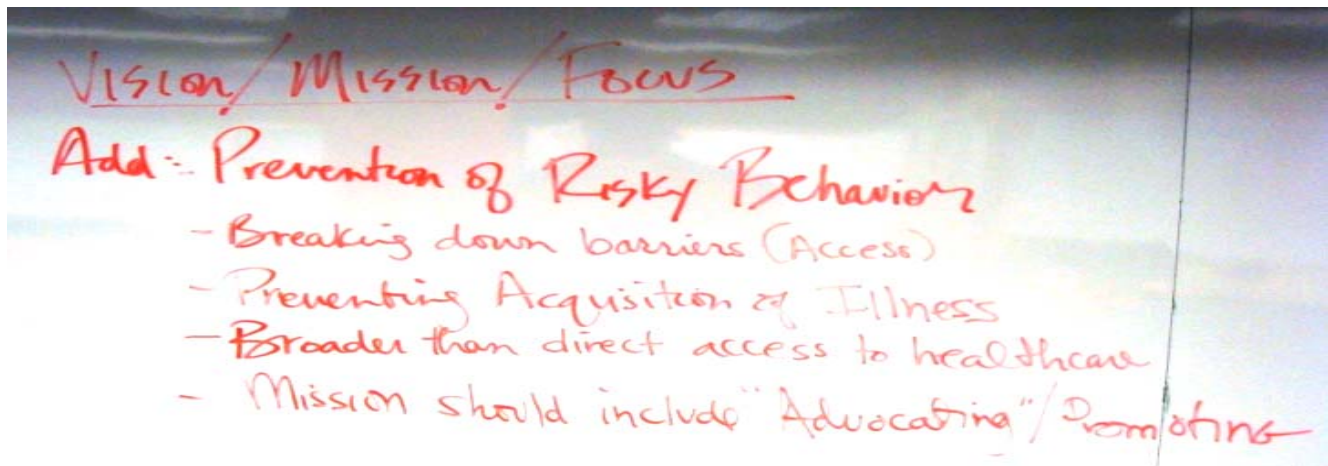 Vision/Mission/Focus
Add: Prevention of Risky Behavior
- Breaking down barriers (Access)
- Preventing Acquisition of Illness
- Broader than direct access to healthcare
- Mission should include "Advocating"/Promoting